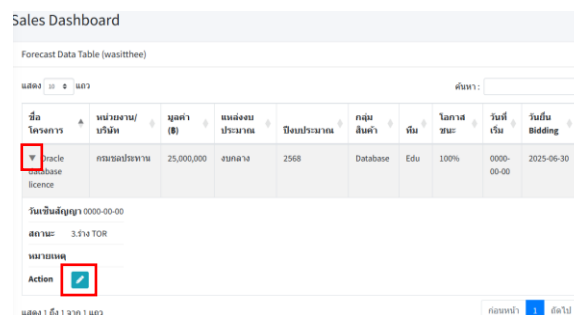 Sales Dashboard
Forecast Data Table (wasitthee)
แสดง 10 แถว
ค้นหา :
ชื่อโครงการ หน่วยงาน/บริษัท มูลค่า (฿) แหล่งงบประมาณ ปีงบประมาณ กลุ่มสินค้า ทีม โอกาสชนะ วันที่เริ่ม วันยื่น Bidding
Oracle database licence กรมชลประทาน 25,000,000 งบกลาง 2568 Database Edu 100% 0000-00-00 2025-06-30
วันเซ็นสัญญา 0000-00-00
สถานะ 3.ร่าง TOR
หมายเหตุ
Action
แสดง 1 ถึง 1 จาก 1 แถว
ก่อนหน้า 1 ถัดไป